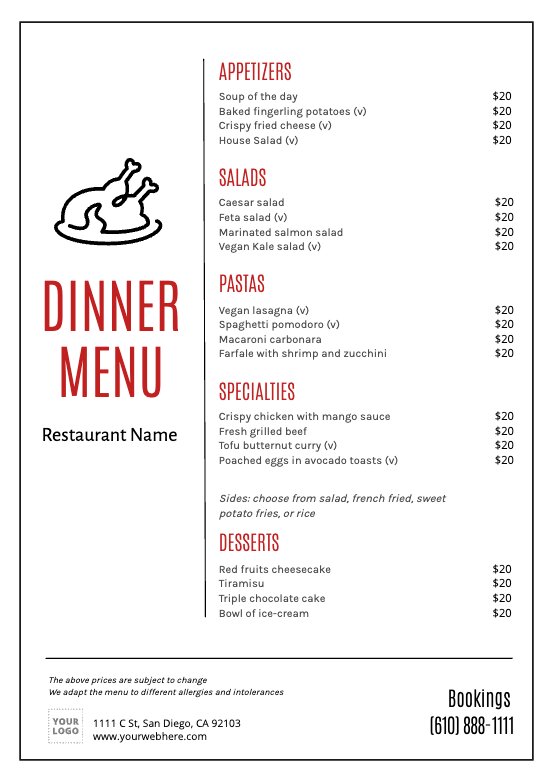 DINNER
MENU
Restaurant Name
APPETIZERS
Soup of the day $20
Baked fingerling potatoes (v) $20
Crispy fried cheese (v) $20
House Salad (v) $20
SALADS
Caesar salad $20
Feta salad (v) $20
Marinated salmon salad $20
Vegan Kale salad (v) $20
PASTAS
Vegan lasagna (v) $20
Spaghetti pomodoro (v) $20
Macaroni carbonara $20
Farfale with shrimp and zucchini $20
SPECIALTIES
Crispy chicken with mango sauce $20
Fresh grilled beef $20
Tofu butternut curry (v) $20
Poached eggs in avocado toasts (v) $20
Sides: choose from salad, french fried, sweet
potato fries, or rice
DESSERTS
Red fruits cheesecake $20
Tiramisu $20
Triple chocolate cake $20
Bowl of ice-cream $20
The above prices are subject to change
We adapt the menu to different allergies and intolerances
YOUR
LOGO
1111 C St, San Diego, CA 92103
www.yourwebhere.com
Bookings
(610) 888-1111